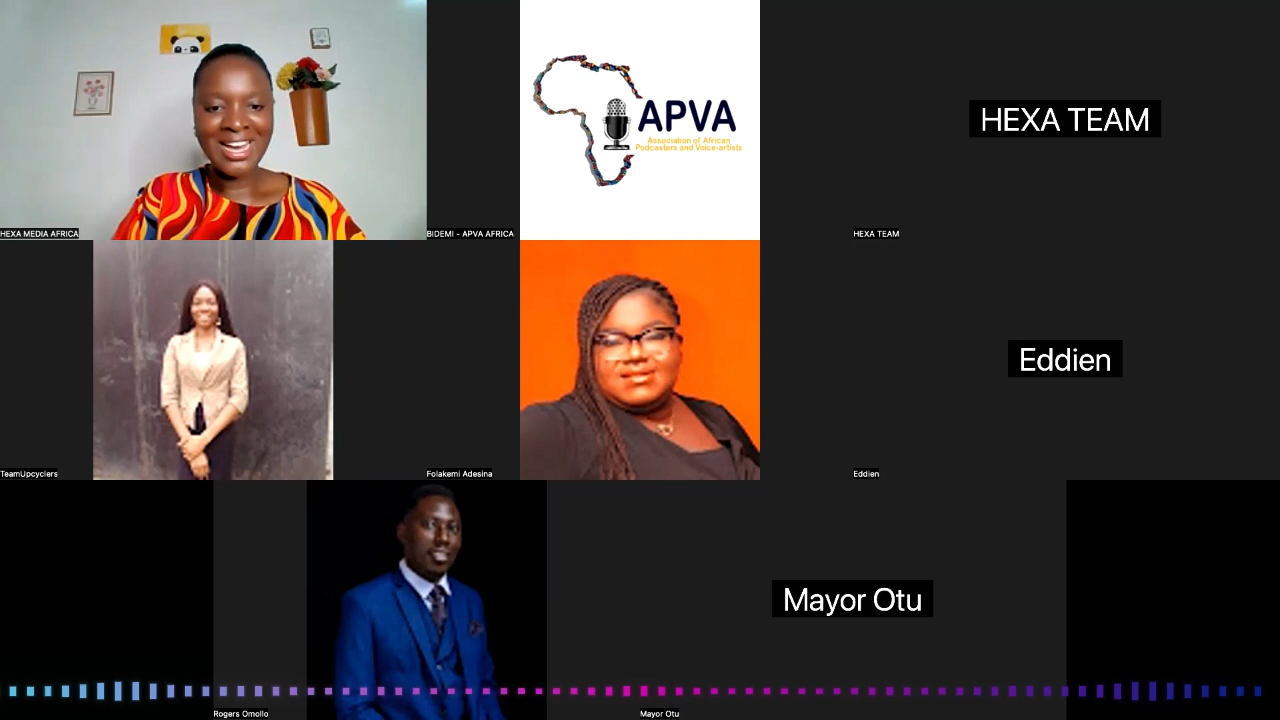 APVA
Association of African
Podcasters and Voice-artists
HEXA TEAM
HEXA MEDIA AFRICA
BIDEMI - APVA AFRICA
HEXA TEAM
Eddien
TeamUpcyclers
Folakemi Adesina
Eddien
Mayor Otu
Rogers Omollo
Mayor Otu